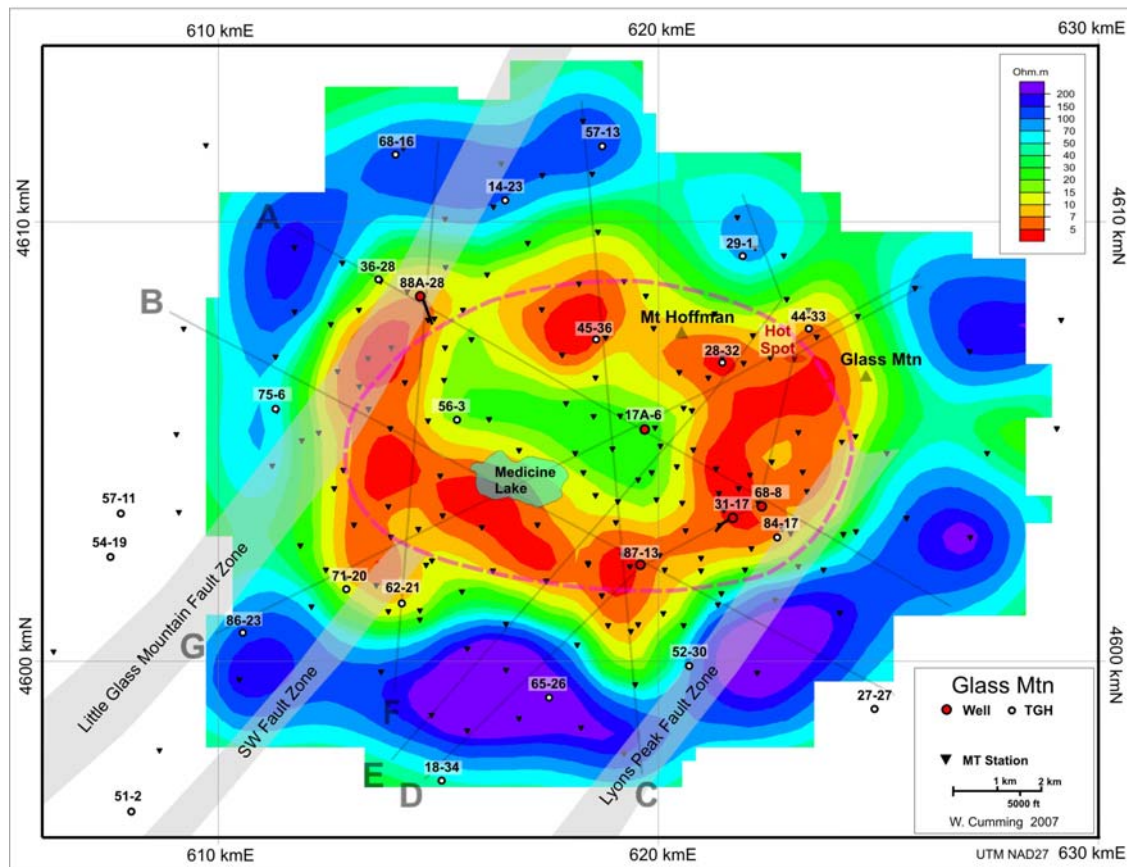 610 kmE
620 kmE
630 kmE
Ohm.m
200
150
100
70
50
40
30
20
15
10
7
5
57-13
68-16
14-23
4610 kmN
4610 kmN
A
29-1
36-28
88A-28
B
Mt Hoffman
44-33
45-36
Hot
Spot
28-32
Glass Mtn
75-6
56-3
17A-6
Medicine
Lake
57-11
68-8
31-17
84-17
54-19
87-13
71-20
62-21
Little Glass Mountain Fault Zone
86-23
G
4600 kmN
4600 kmN
52-30
65-26
27-27
SW Fault Zone
F
Lyons Peak Fault Zone
Glass Mtn
Well
TGH
MT Station
18-34
E
D
C
1 km
2 km
5000 ft
51-2
W. Cumming 2007
610 kmE
620 kmE
UTM NAD27
630 kmE